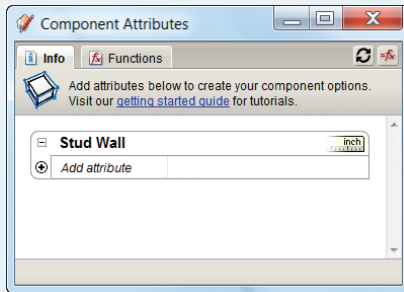 Component Attributes
Info
Functions
=fx
Add attributes below to create your component options.
Visit our getting started guide for tutorials.
Stud Wall
inch
Add attribute